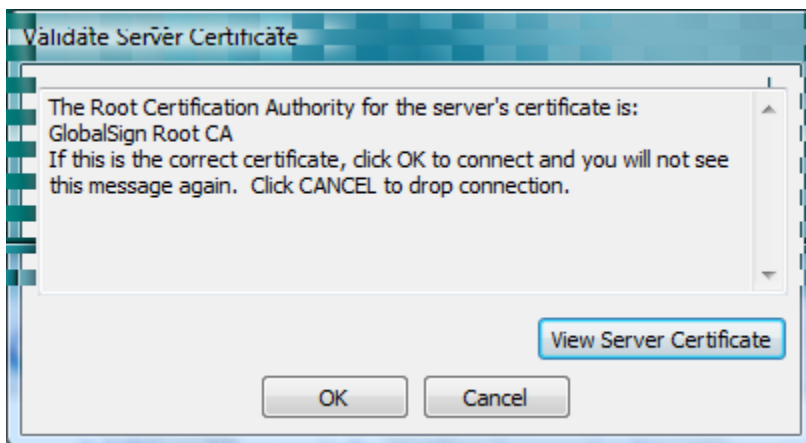 Validate Server Certificate
The Root Certification Authority for the server's certificate is:
GlobalSign Root CA
If this is the correct certificate, click OK to connect and you will not see
this message again.  Click CANCEL to drop connection.
View Server Certificate
OK
Cancel